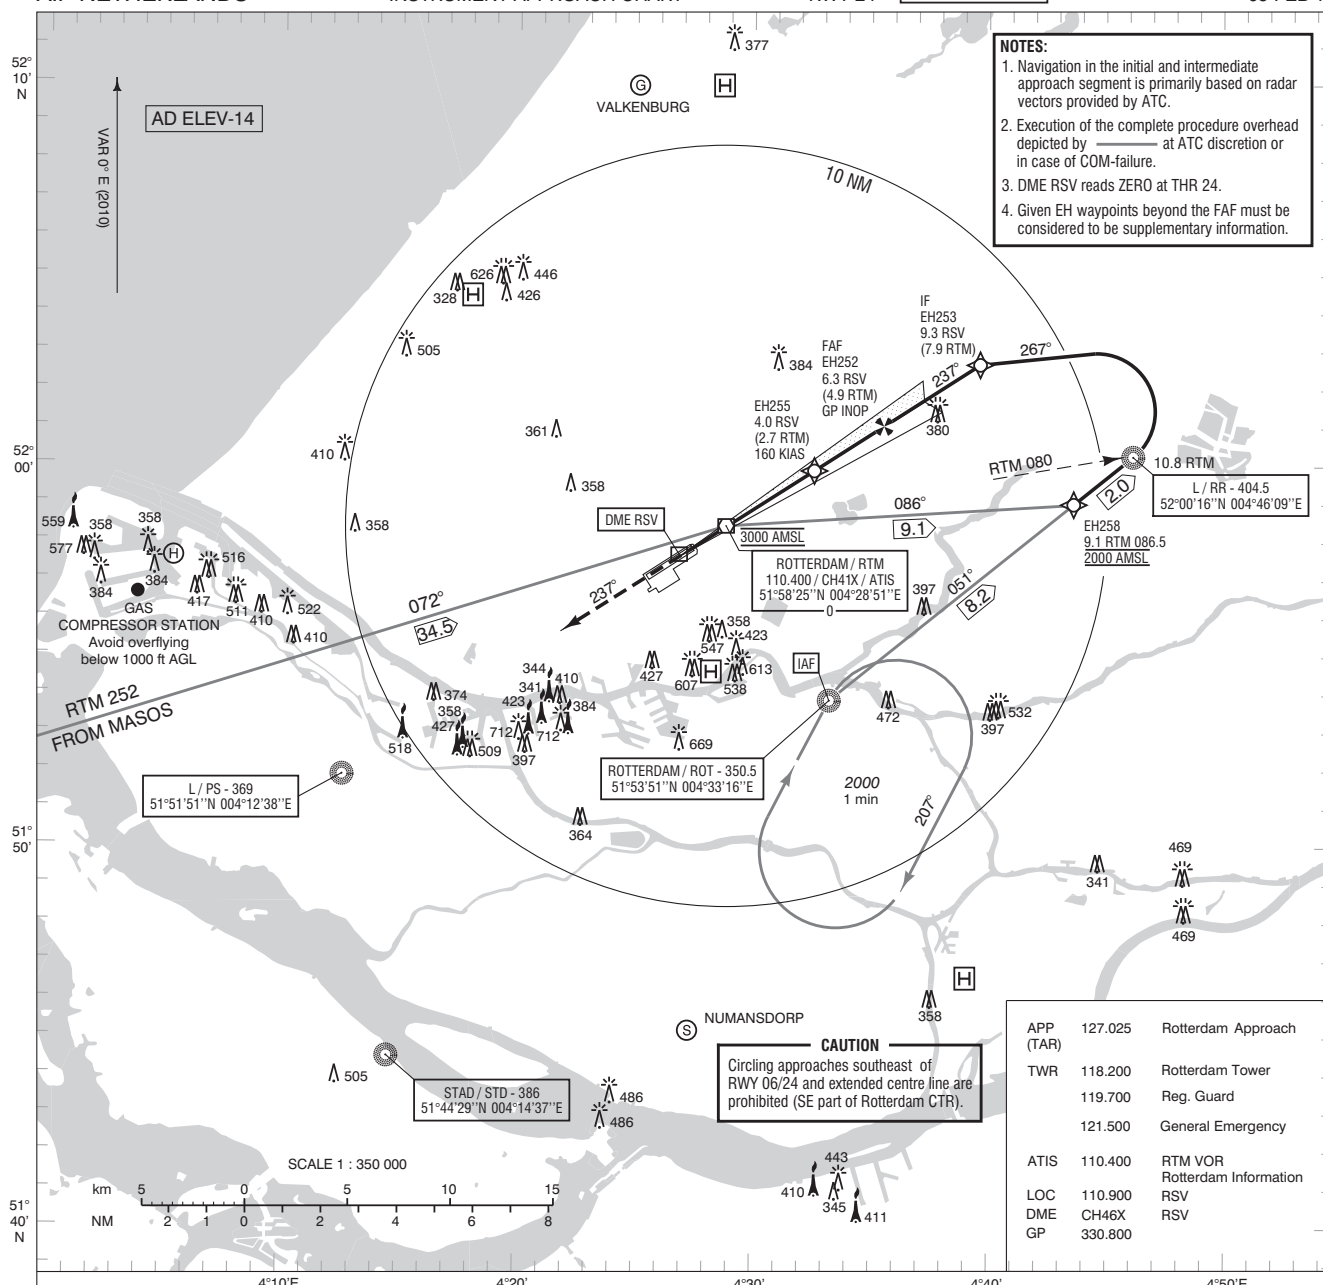 52°
10'
N
VAR 0° E (2010)
AD ELEV-14
377
G
VALKENBURG
H
NOTES:
1. Navigation in the initial and intermediate
approach segment is primarily based on radar
vectors provided by ATC.
2. Execution of the complete procedure overhead
depicted by at ATC discretion or
in case of COM-failure.
3. DME RSV reads ZERO at THR 24.
4. Given EH waypoints beyond the FAF must be
considered to be supplementary information.
10 NM
626
446
328
H
426
505
384
IF
EH253
9.3 RSV
(7.9 RTM)
267°
FAF
EH252
6.3 RSV
(4.9 RTM)
GP INOP
237°
380
EH255
4.0 RSV
(2.7 RTM)
160 KIAS
361
410
358
358
52°
00'
RTM 080
10.8 RTM
L / RR - 404.5
52°00'16''N 004°46'09''E
2.0
086°
9.1
EH258
9.1 RTM 086.5
2000 AMSL
DME RSV
3000 AMSL
ROTTERDAM / RTM
110.400 / CH41X / ATIS
51°58'25''N 004°28'51''E
0
237°
051°
8.2
397
559
577
358
358
H
384
384
516
417
511
410
522
410
GAS
COMPRESSOR STATION
Avoid overflying
below 1000 ft AGL
072°
34.5
RTM 252
FROM MASOS
358
547
423
427
607
H
613
538
IAF
344
410
341
374
423
384
358
427
712
712
518
509
397
669
472
532
397
ROTTERDAM / ROT - 350.5
51°53'51''N 004°33'16''E
2000
1 min
207°
L / PS - 369
51°51'51''N 004°12'38''E
364
51°
50'
341
469
469
H
358
S
NUMANSDORP
CAUTION
Circling approaches southeast of
RWY 06/24 and extended centre line are
prohibited (SE part of Rotterdam CTR).
505
STAD / STD - 386
51°44'29''N 004°14'37''E
486
486
443
410
345
411
APP 127.025 Rotterdam Approach
(TAR)
TWR 118.200 Rotterdam Tower
119.700 Reg. Guard
121.500 General Emergency
ATIS 110.400 RTM VOR
Rotterdam Information
LOC 110.900 RSV
DME CH46X RSV
GP 330.800
SCALE 1 : 350 000
km 5 0 5 10 15
NM 2 1 0 2 4 6 8
51°
40'
N
4°10'E 4°20' 4°30' 4°40' 4°50'E